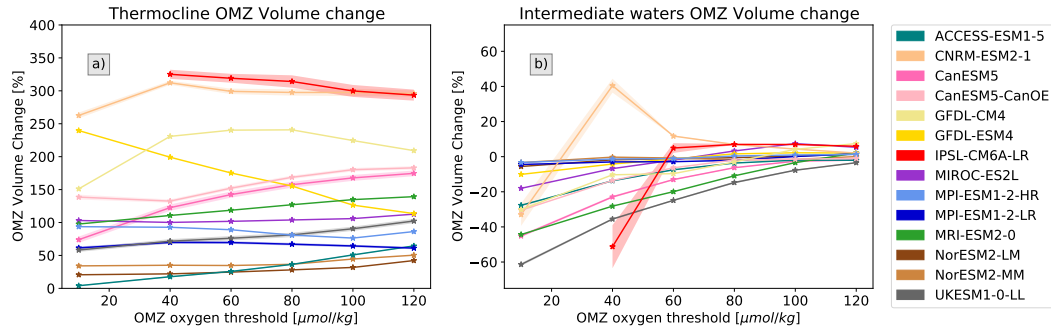 Thermocline OMZ Volume change
a)
OMZ Volume Change [%]
400
350
300
250
200
150
100
50
0
20
40
60
80
100
120
OMZ oxygen threshold [μmol/kg]
Intermediate waters OMZ Volume change
b)
OMZ Volume Change [%]
60
40
20
0
−20
−40
−60
20
40
60
80
100
120
OMZ oxygen threshold [μmol/kg]
ACCESS-ESM1-5
CNRM-ESM2-1
CanESM5
CanESM5-CanOE
GFDL-CM4
GFDL-ESM4
IPSL-CM6A-LR
MIROC-ES2L
MPI-ESM1-2-HR
MPI-ESM1-2-LR
MRI-ESM2-0
NorESM2-LM
NorESM2-MM
UKESM1-0-LL